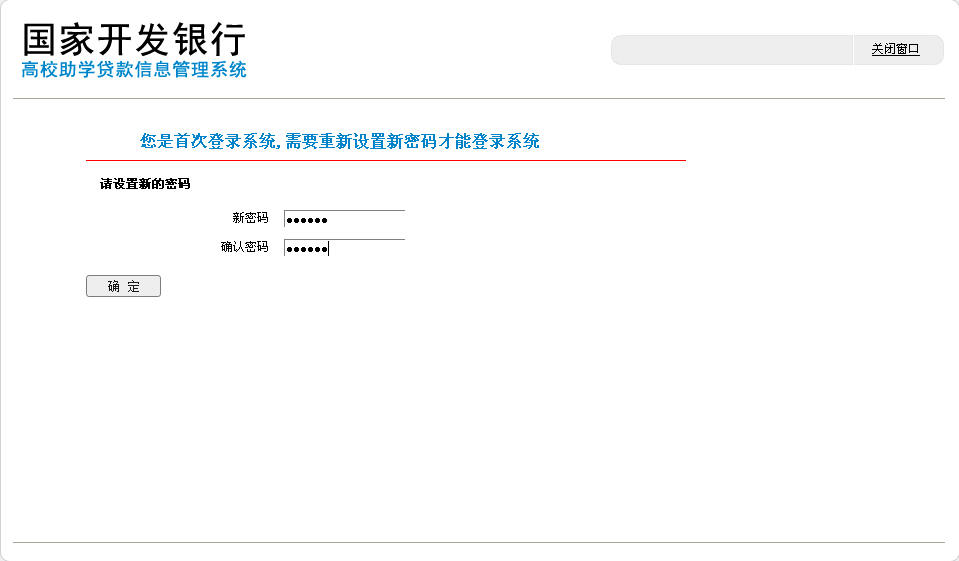 国家开发银行
高校助学贷款信息管理系统
关闭窗口
您是首次登录系统,需要重新设置新密码才能登录系统
请设置新的密码
新密码 ●●●●●●
确认密码 ●●●●●●
确 定